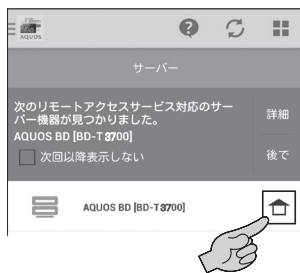 AQUOS
?
サーバー
次のリモートアクセスサービス対応のサー
バー機器が見つかりました。
AQUOS BD [BD-T3700]
次回以降表示しない
詳細
後で
AQUOS BD [BD-T3700]